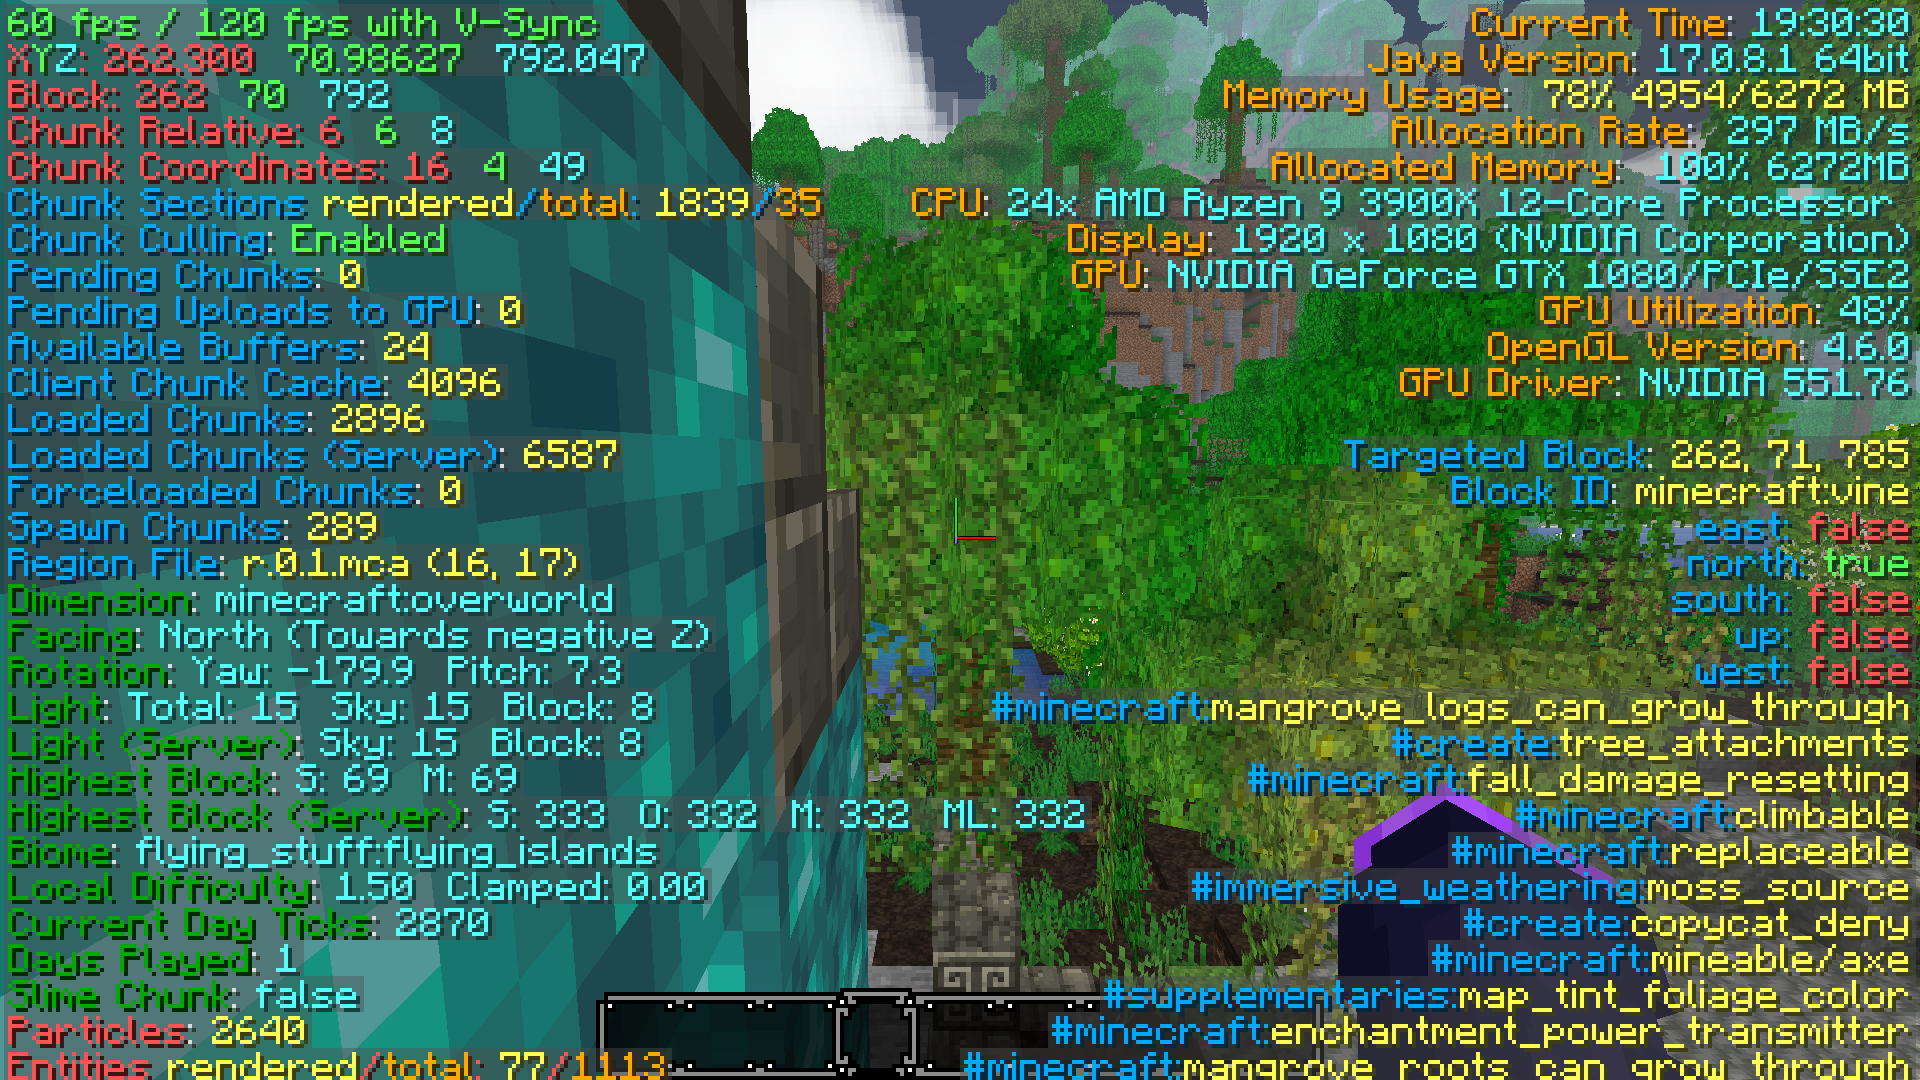 60 fps / 120 fps with V-Sync
XYZ: 262.300 70.98627 792.047
Block: 262 70 792
Chunk Relative: 6 6 8
Chunk Coordinates: 16 4 49
Chunk Sections rendered/total: 1839/35
Chunk Culling: Enabled
Pending Chunks: 0
Pending Uploads to GPU: 0
Available Buffers: 24
Client Chunk Cache: 4096
Loaded Chunks: 2896
Loaded Chunks (Server): 6587
Forceloaded Chunks: 0
Spawn Chunks: 289
Region File: r.0.1.mca (16, 17)
Dimension: minecraft:overworld
Facing: North (Towards negative Z)
Rotation: Yaw: -179.9 Pitch: 7.3
Light: Total: 15 Sky: 15 Block: 8
Light (Server): Sky: 15 Block: 8
Highest Block: S: 69 M: 69
Highest Block (Server): S: 333 O: 332 M: 332 ML: 332
Biome: flying_stuff:flying_islands
Local Difficulty: 1.50 Clamped: 0.00
Current Day Ticks: 2870
Days Played: 1
Slime Chunk: false
Particles: 2640
Entities rendered/total: 77/1113
Current Time: 19:30:30
Java Version: 17.0.8.1 64bit
Memory Usage: 78% 4954/6272 MB
Allocation Rate: 297 MB/s
Allocated Memory: 100% 6272MB
CPU: 24x AMD Ryzen 9 3900X 12-Core Processor
Display: 1920 x 1080 (NVIDIA Corporation)
GPU: NVIDIA GeForce GTX 1080/PCIe/SSE2
GPU Utilization: 48%
OpenGL Version: 4.6.0
GPU Driver: NVIDIA 551.76
Targeted Block: 262, 71, 785
Block ID: minecraft:vine
east: false
north: true
south: false
up: false
west: false
#minecraft:mangrove_logs_can_grow_through
#create:tree_attachments
#minecraft:fall_damage_resetting
#minecraft:climbable
#minecraft:replaceable
#immersive_weathering:moss_source
#create:copycat_deny
#minecraft:mineable/axe
#supplementaries:map_tint_foliage_color
#minecraft:enchantment_power_transmitter
#minecraft:mangrove_roots_can_grow_through